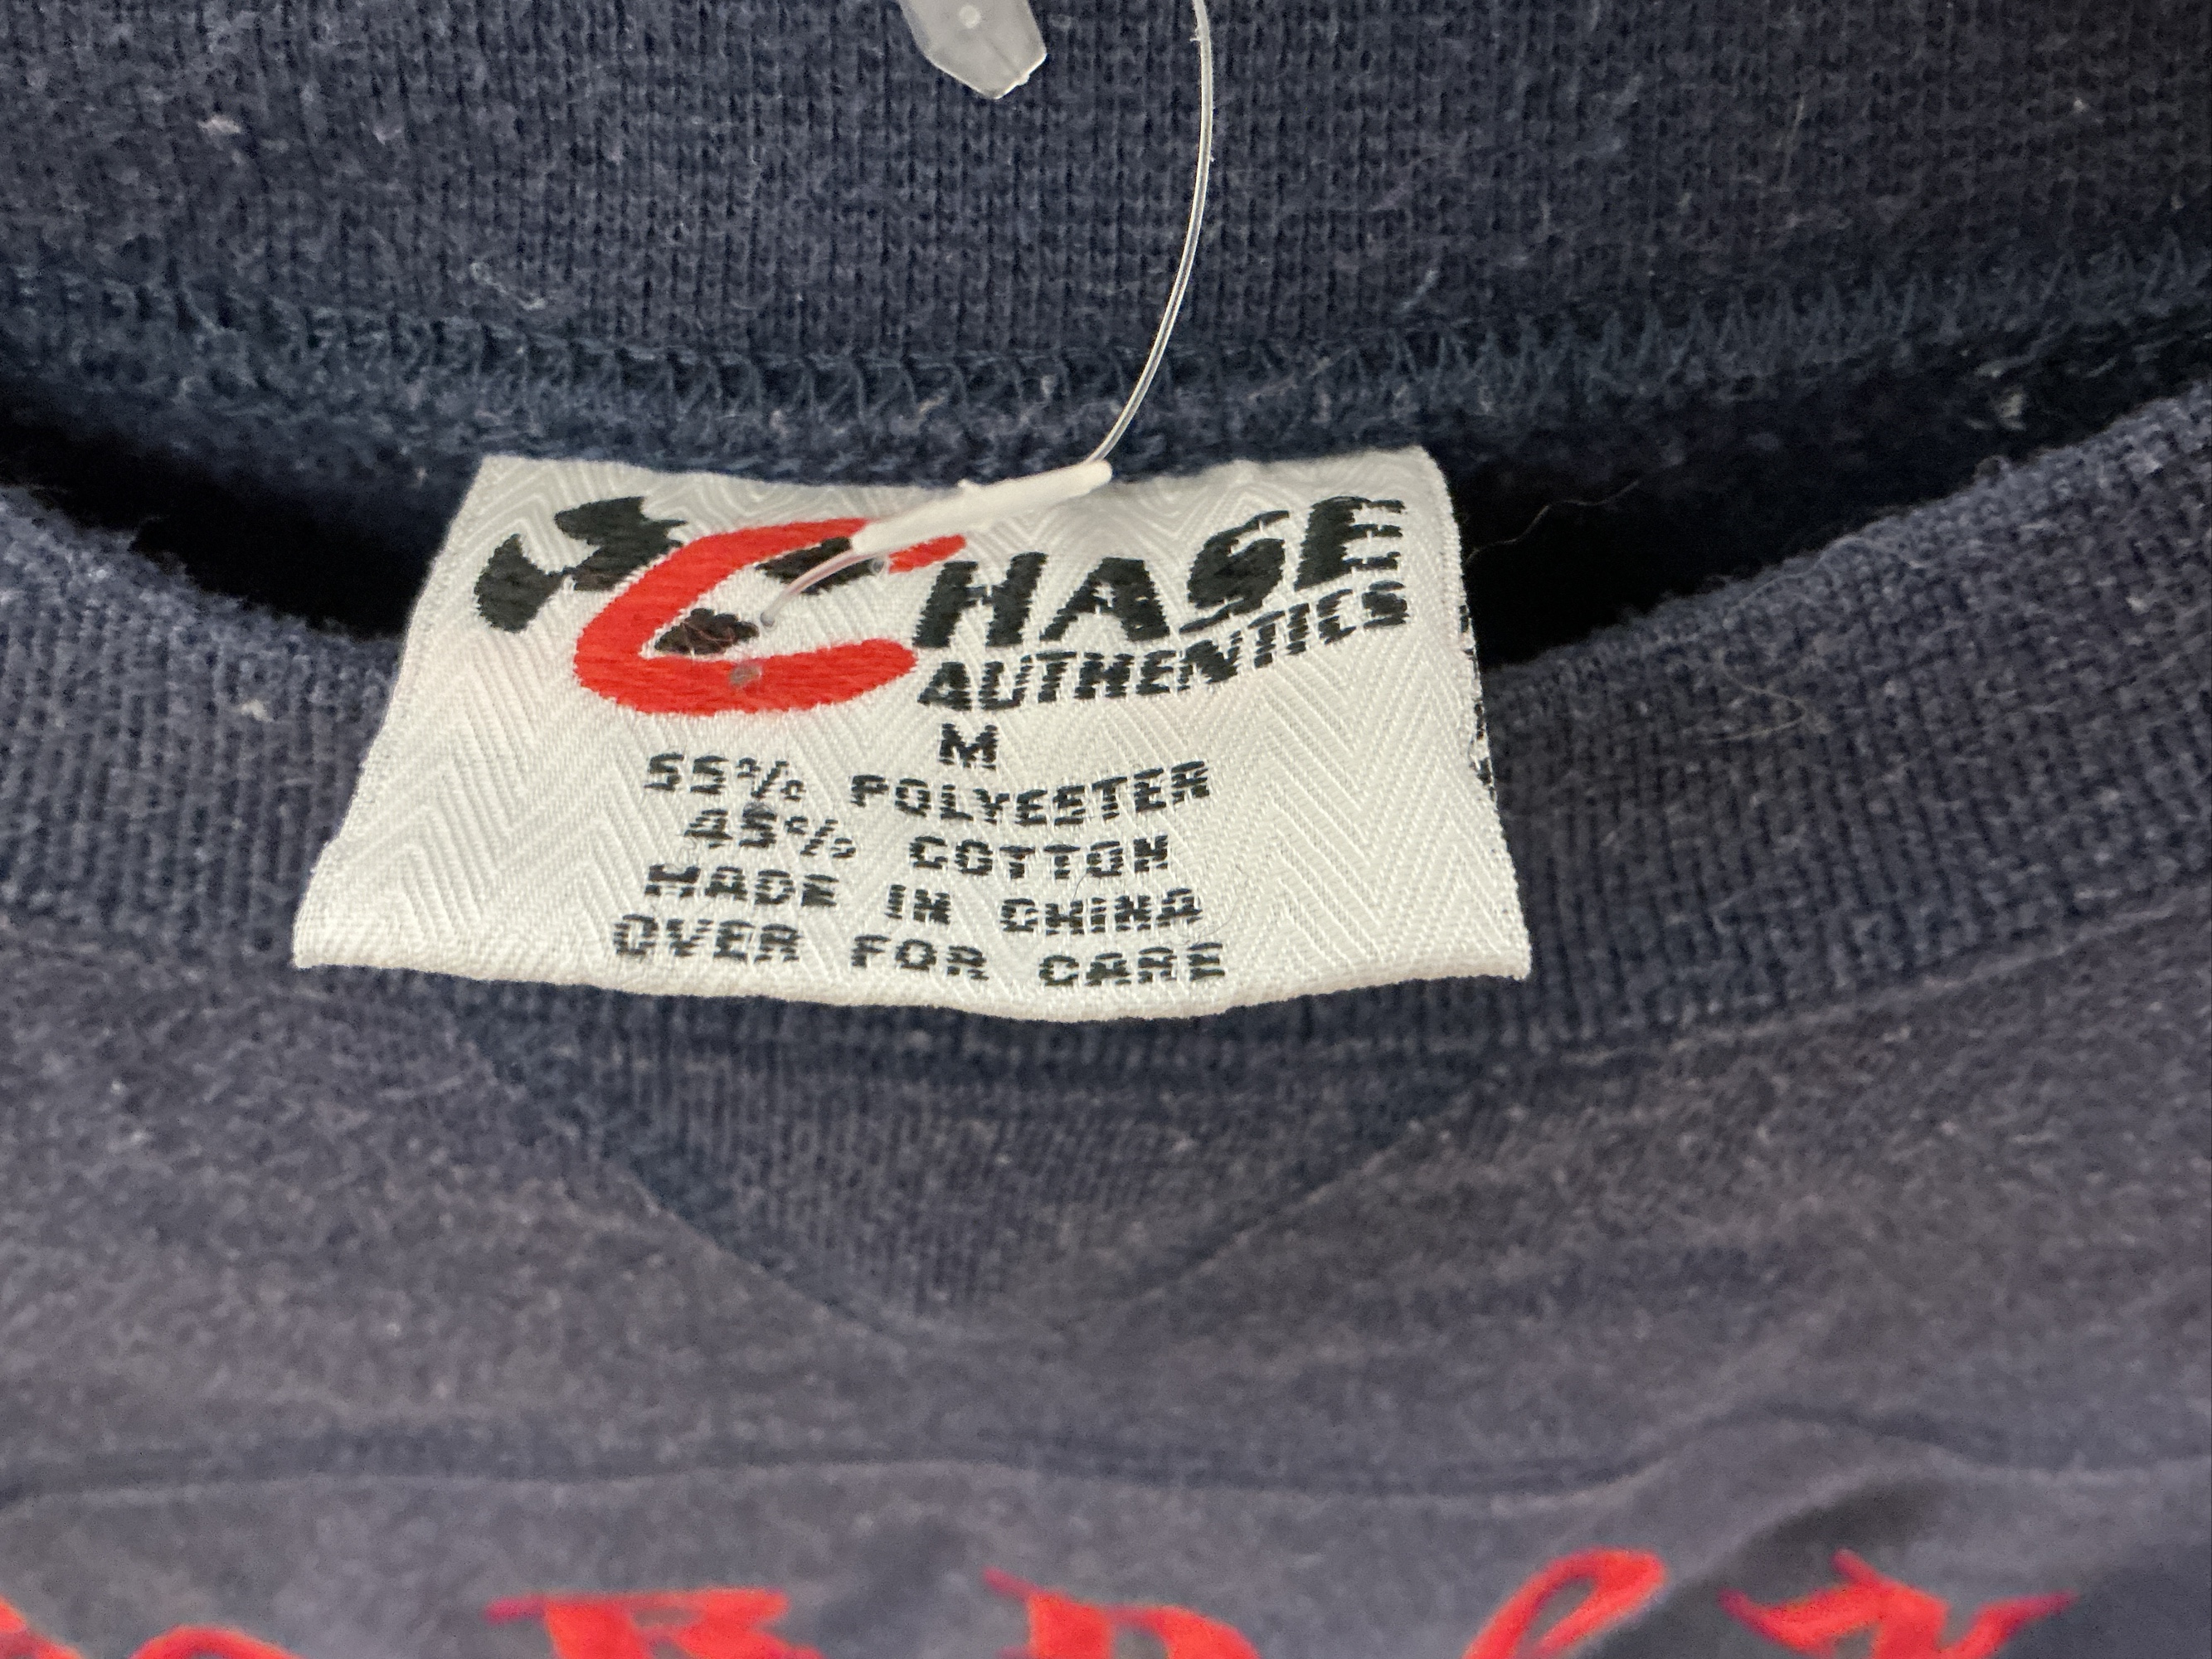 CHASE
AUTHENTICS
M
55% POLYESTER
45% COTTON
MADE IN CHINA
OVER FOR CARE